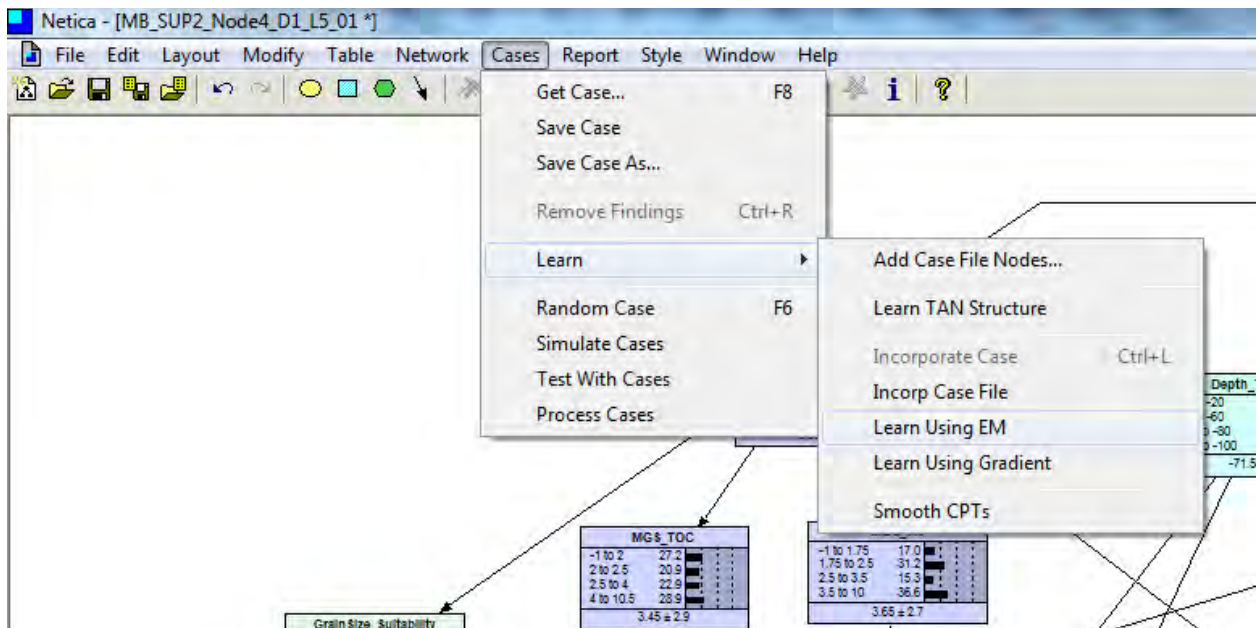 Netica - [MB_SUP2_Node4_D1_L5_01 *]
File Edit Layout Modify Table Network Cases Report Style Window Help
Get Case... F8
Save Case
Save Case As...
Remove Findings Ctrl+R
Learn
Random Case F6
Simulate Cases
Test With Cases
Process Cases
Add Case File Nodes...
Learn TAN Structure
Incorporate Case Ctrl+L
Incorp Case File
Learn Using EM
Learn Using Gradient
Smooth CPTs
Depth_
-20
-60
-80
-100
-71.5
MGS_TOC
-1 to 2 27.2
2 to 2.5 20.9
2.5 to 4 22.9
4 to 10.5 28.9
3.45 ± 2.9
-1 to 1.75 17.0
1.75 to 2.5 31.2
2.5 to 3.5 15.3
3.5 to 10 36.6
3.65 ± 2.7
GrainSize_Suitability